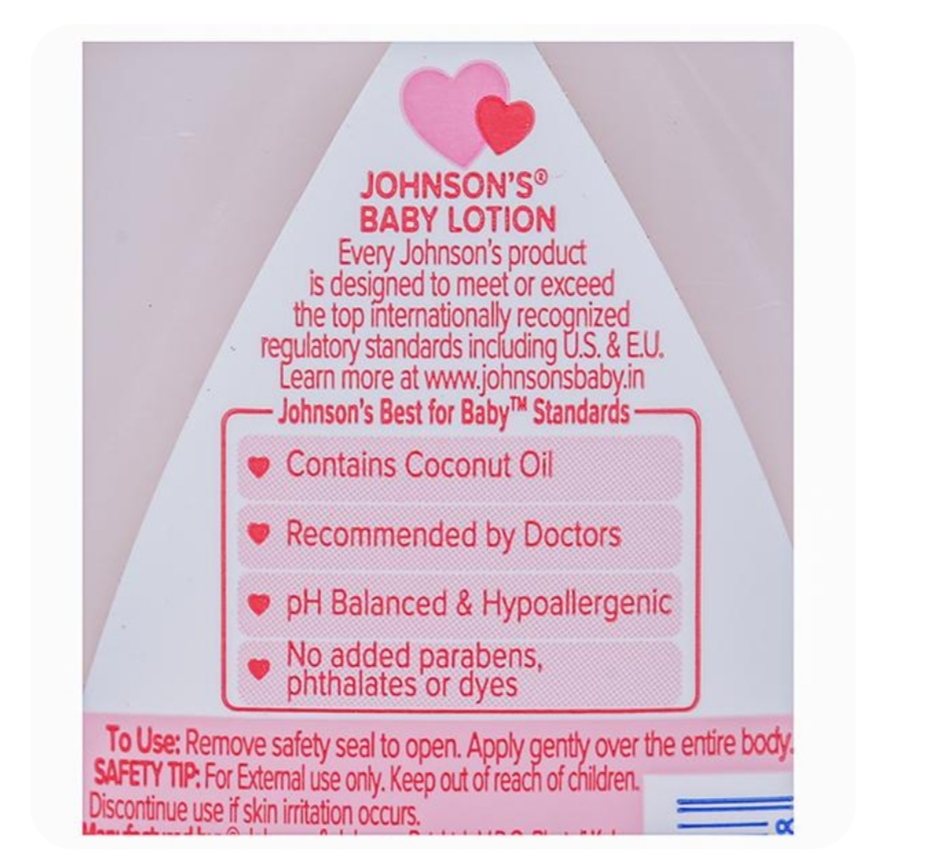 JOHNSON'S®
BABY LOTION
Every Johnson's product
is designed to meet or exceed
the top internationally recognized
regulatory standards including U.S. & E.U.
Learn more at www.johnsonsbaby.in
Johnson's Best for Baby™ Standards
Contains Coconut Oil
Recommended by Doctors
pH Balanced & Hypoallergenic
No added parabens,
phthalates or dyes
To Use: Remove safety seal to open. Apply gently over the entire body.
SAFETY TIP: For External use only. Keep out of reach of children.
Discontinue use if skin irritation occurs.